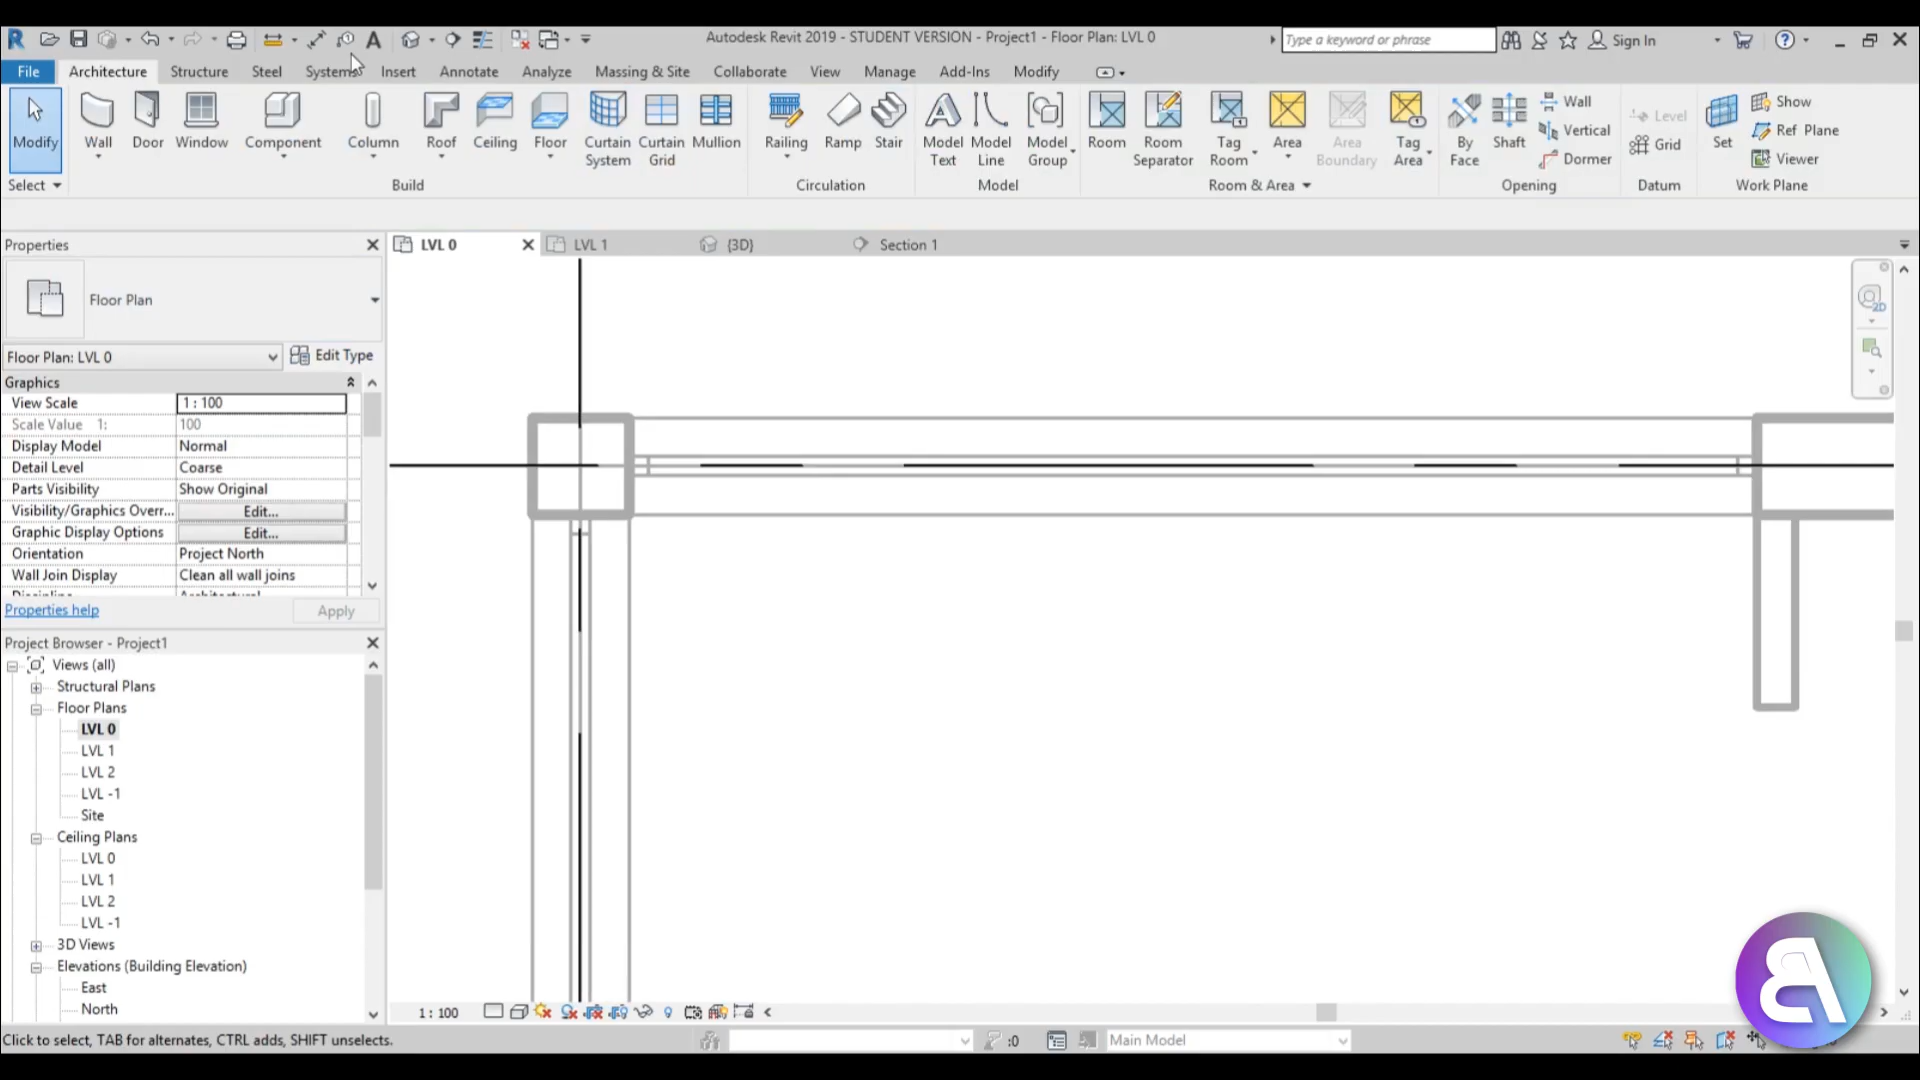 Autodesk Revit 2019 - STUDENT VERSION - Project1 - Floor Plan: LVL 0
Type a keyword or phrase
Sign In
File
Architecture
Structure
Steel
Systems
Insert
Annotate
Analyze
Massing & Site
Collaborate
View
Manage
Add-Ins
Modify
Modify
Wall
Door
Window
Component
Column
Roof
Ceiling
Floor
Curtain System
Curtain Grid
Mullion
Railing
Ramp
Stair
Model Text
Model Line
Model Group
Room
Room Separator
Tag Room
Area
Area Boundary
Tag Area
By Face
Shaft
Wall
Vertical
Dormer
Level
Grid
Set
Show
Ref Plane
Viewer
Select
Build
Circulation
Model
Room & Area
Opening
Datum
Work Plane
Properties
LVL 0
LVL 1
{3D}
Section 1
Floor Plan
Floor Plan: LVL 0
Edit Type
Graphics
View Scale
1 : 100
Scale Value 1:
100
Display Model
Normal
Detail Level
Coarse
Parts Visibility
Show Original
Visibility/Graphics Overr...
Edit...
Graphic Display Options
Edit...
Orientation
Project North
Wall Join Display
Clean all wall joins
Properties help
Apply
Project Browser - Project1
Views (all)
Structural Plans
Floor Plans
LVL 0
LVL 1
LVL 2
LVL -1
Site
Ceiling Plans
LVL 0
LVL 1
LVL 2
LVL -1
3D Views
Elevations (Building Elevation)
East
North
1 : 100
2D
Click to select, TAB for alternates, CTRL adds, SHIFT unselects.
:0
Main Model